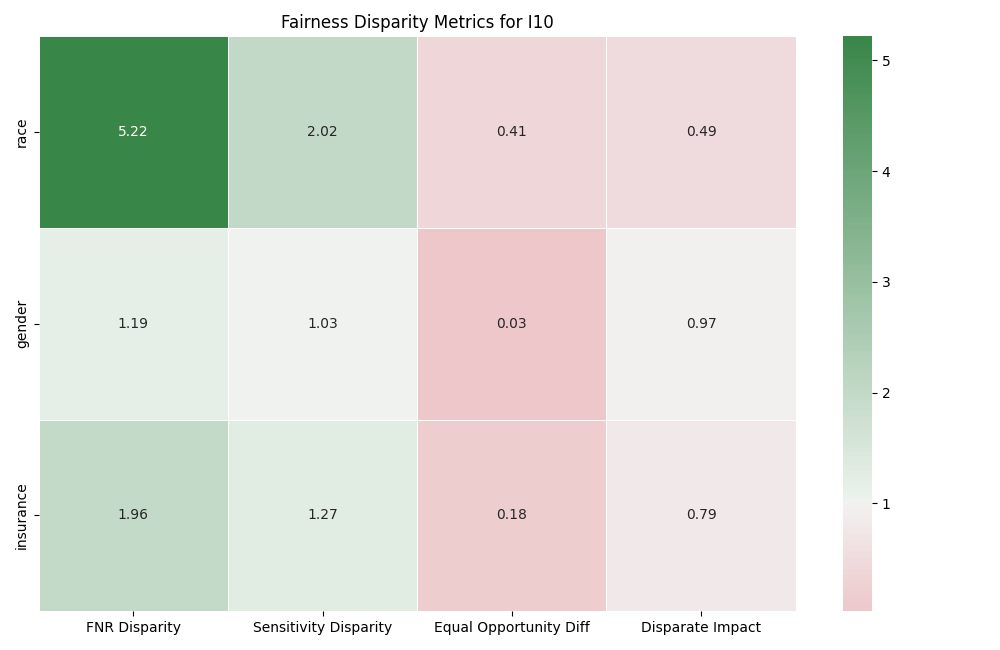 Fairness Disparity Metrics for I10
race
5.22
2.02
0.41
0.49
gender
1.19
1.03
0.03
0.97
insurance
1.96
1.27
0.18
0.79
FNR Disparity
Sensitivity Disparity
Equal Opportunity Diff
Disparate Impact
5
4
3
2
1